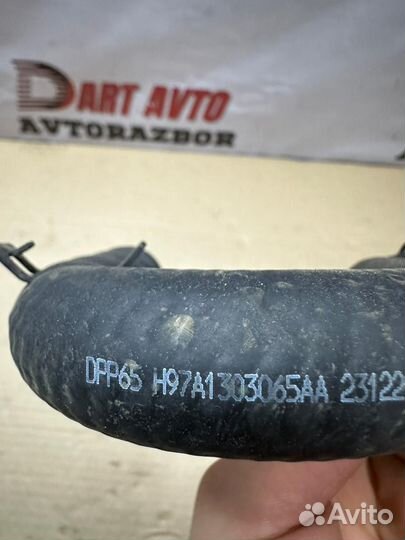 DART AVTO
AVTORAZBOR
DPP65 H97A1303065AA 23122
Avito